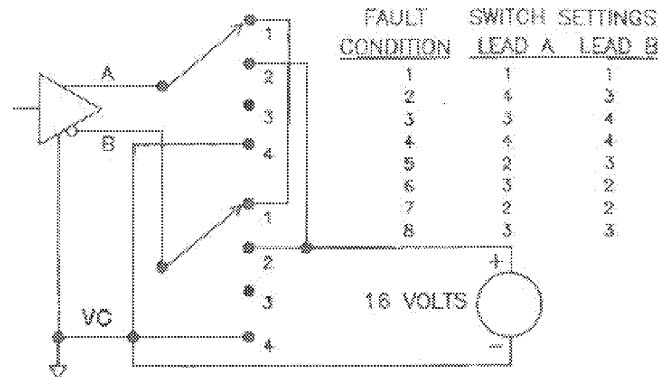 FAULT SWITCH SETTINGS
CONDITION LEAD A LEAD B
1 1 1
2 4 3
3 3 4
4 4 4
5 2 3
6 3 2
7 2 2
8 3 3
A
B
VC
1
2
3
4
1
2
3
4
16 VOLTS
+
−